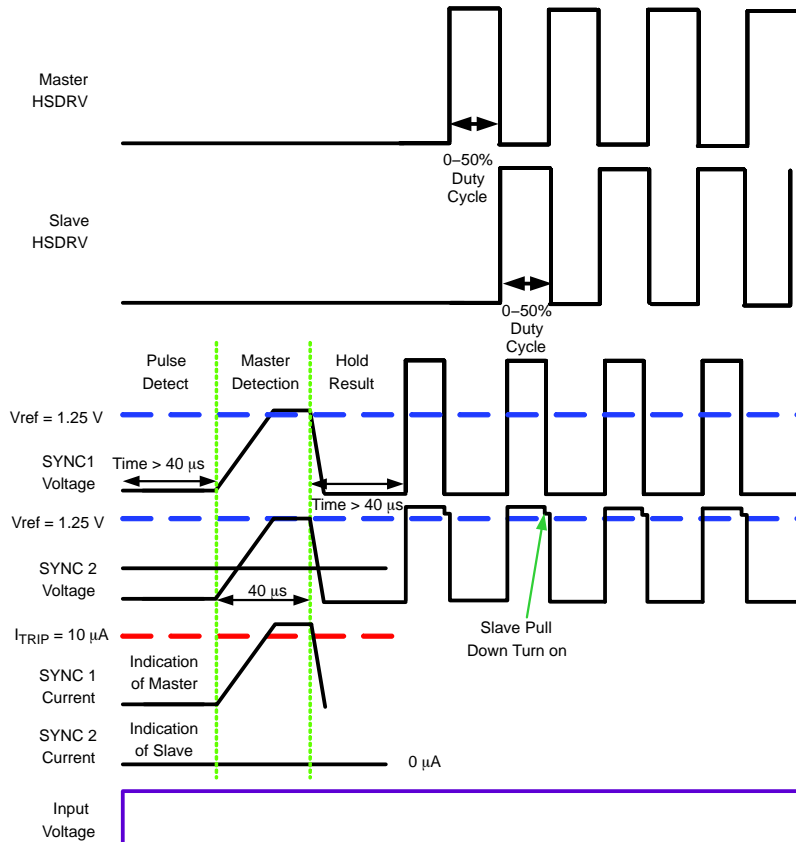 Master
HSDRV
0–50%
Duty
Cycle
Slave
HSDRV
0–50%
Duty
Cycle
Pulse
Detect
Master
Detection
Hold
Result
Vref = 1.25 V
SYNC1
Voltage
Time > 40 μs
Time > 40 μs
Vref = 1.25 V
SYNC 2
Voltage
40 μs
Slave Pull
Down Turn on
ITRIP = 10 μA
SYNC 1
Current
Indication
of Master
SYNC 2
Current
Indication
of Slave
0 μA
Input
Voltage